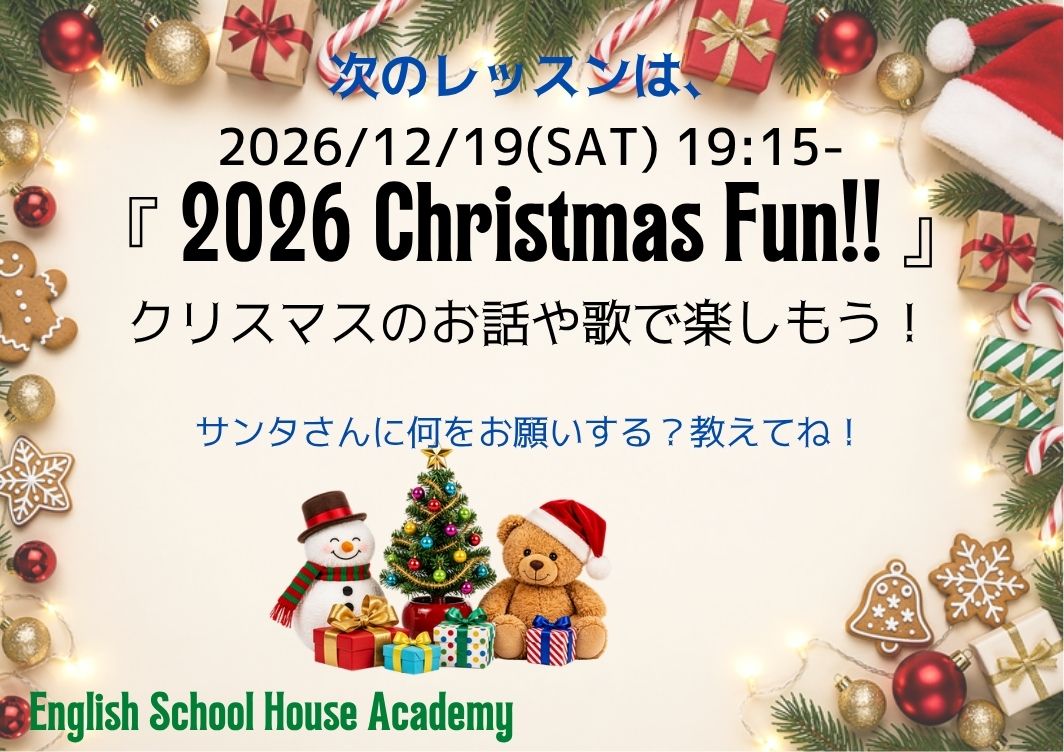 次のレッスンは、
2026/12/19(SAT) 19:15-
『 2026 Christmas Fun!! 』
クリスマスのお話や歌で楽しもう！
サンタさんに何をお願いする？教えてね！
English School House Academy